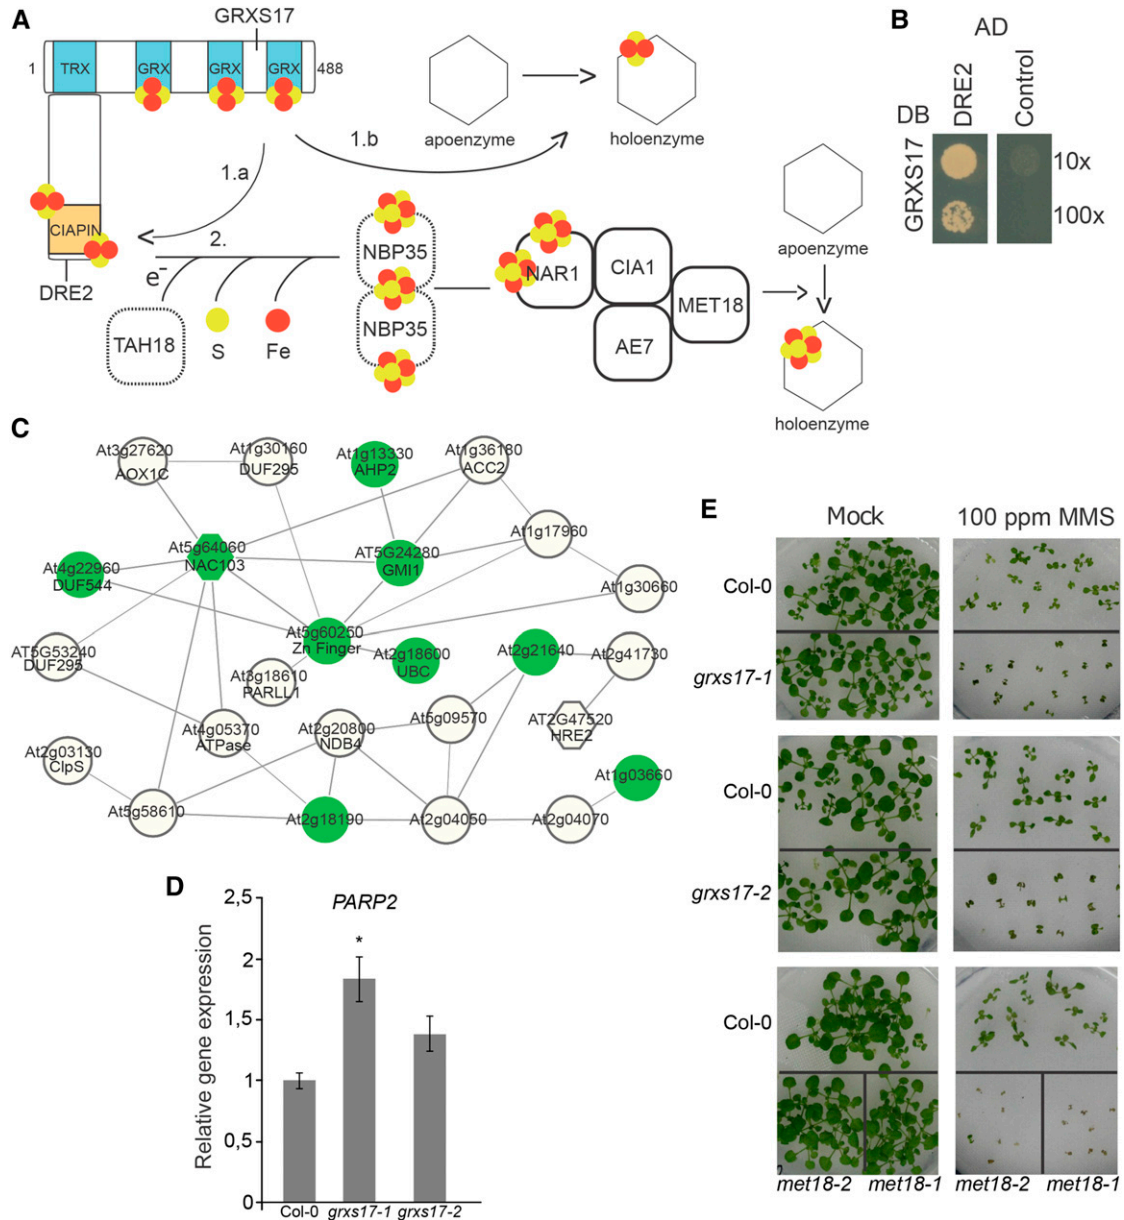 A
GRXS17
1
TRX
GRX
GRX
GRX
488
apoenzyme
holoenzyme
1.b
1.a
CIAPIN
2.
DRE2
e-
TAH18
S
Fe
NBP35
NBP35
NAR1
CIA1
AE7
MET18
apoenzyme
holoenzyme
B
AD
DB
DRE2
Control
GRXS17
10x
100x
C
At3g27620
AOX1C
At1g30160
DUF295
At1g13330
AHP2
At1g36180
ACC2
At5g64060
NAC103
AT5G24280
GMI1
At1g17960
At4g22960
DUF544
At1g30660
At5g60250
Zn Finger
AT5G53240
DUF295
At2g18600
UBC
At2g21640
At2g41730
At3g18610
PARLL1
At4g05370
ATPase
At2g20800
NDB4
At5g09570
AT2G47520
HRE2
At2g03130
ClpS
At1g03660
At5g58610
At2g18190
At2g04050
At2g04070
D
PARP2
Relative gene expression
2,5
2
1,5
1
0,5
0
*
Col-0
grxs17-1
grxs17-2
E
Mock
100 ppm MMS
Col-0
grxs17-1
Col-0
grxs17-2
Col-0
met18-2
met18-1
met18-2
met18-1